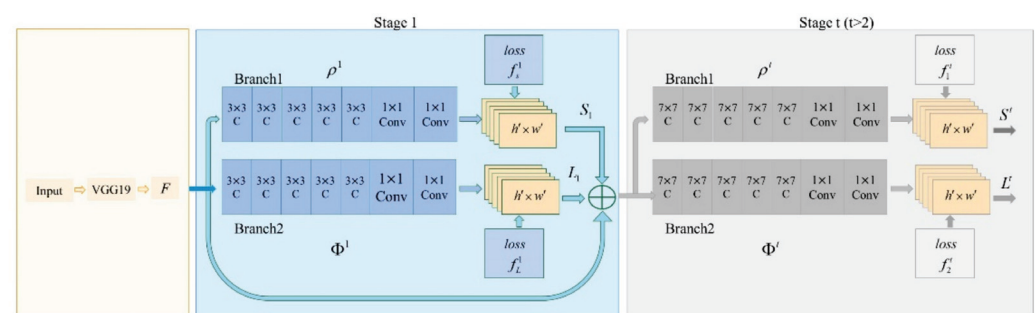 Stage 1
Stage t (t>2)
loss
f_s^1
loss
f_1^t
Branch1
ρ^1
Branch1
ρ^t
3×3 C 3×3 C 3×3 C 3×3 C 3×3 C 1×1 Conv 1×1 Conv
h'×w'
S_1
7×7 C 7×7 C 7×7 C 7×7 C 7×7 C 1×1 Conv 1×1 Conv
h'×w'
S^t
Input
VGG19
F
3×3 C 3×3 C 3×3 C 3×3 C 3×3 C 1×1 Conv 1×1 Conv
h'×w'
7×7 C 7×7 C 7×7 C 7×7 C 7×7 C 1×1 Conv 1×1 Conv
h'×w'
L^t
Branch2
Φ^1
loss
f_L^1
Branch2
Φ^t
loss
f_2^t